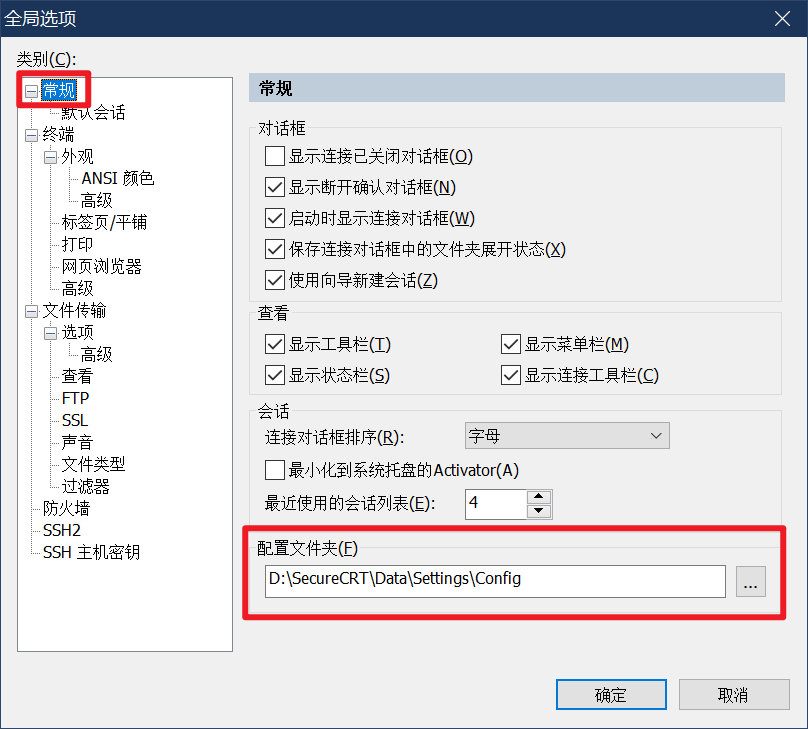 全局选项
类别(C):
常规
默认会话
终端
外观
ANSI 颜色
高级
标签页/平铺
打印
网页浏览器
高级
文件传输
选项
高级
查看
FTP
SSL
声音
文件类型
过滤器
防火墙
SSH2
SSH 主机密钥
常规
对话框
显示连接已关闭对话框(O)
显示断开确认对话框(N)
启动时显示连接对话框(W)
保存连接对话框中的文件夹展开状态(X)
使用向导新建会话(Z)
查看
显示工具栏(T) 显示菜单栏(M)
显示状态栏(S) 显示连接工具栏(C)
会话
连接对话框排序(R): 字母
最小化到系统托盘的Activator(A)
最近使用的会话列表(E): 4
配置文件夹(F)
D:\SecureCRT\Data\Settings\Config ...
确定 取消